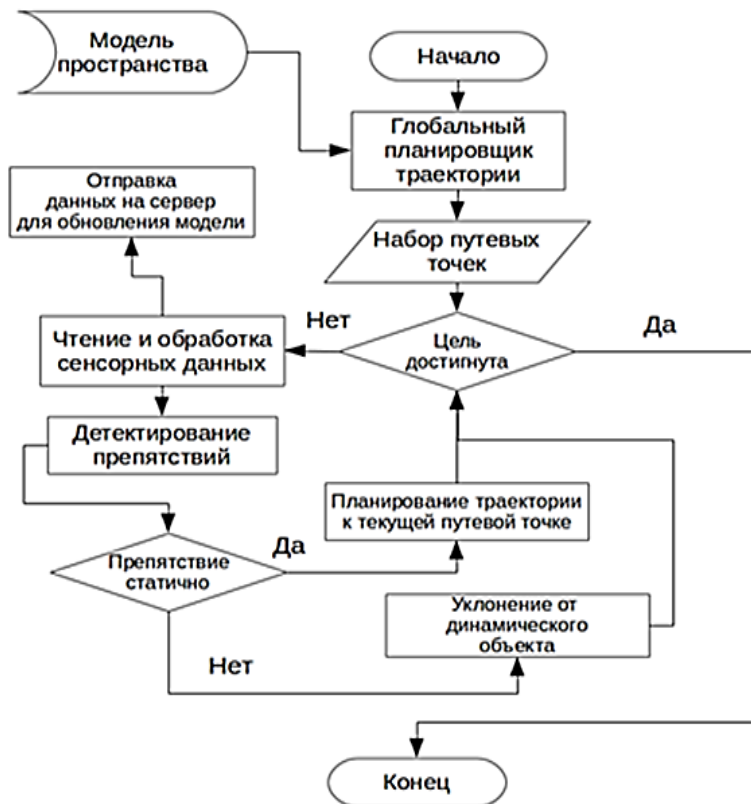 Модель
пространства
Начало
Глобальный
планировщик
траектории
Отправка
данных на сервер
для обновления модели
Набор путевых
точек
Нет
Да
Цель
достигнута
Чтение и обработка
сенсорных данных
Детектирование
препятствий
Планирование траектории
к текущей путевой точке
Да
Препятствие
статично
Уклонение от
динамического
объекта
Нет
Конец